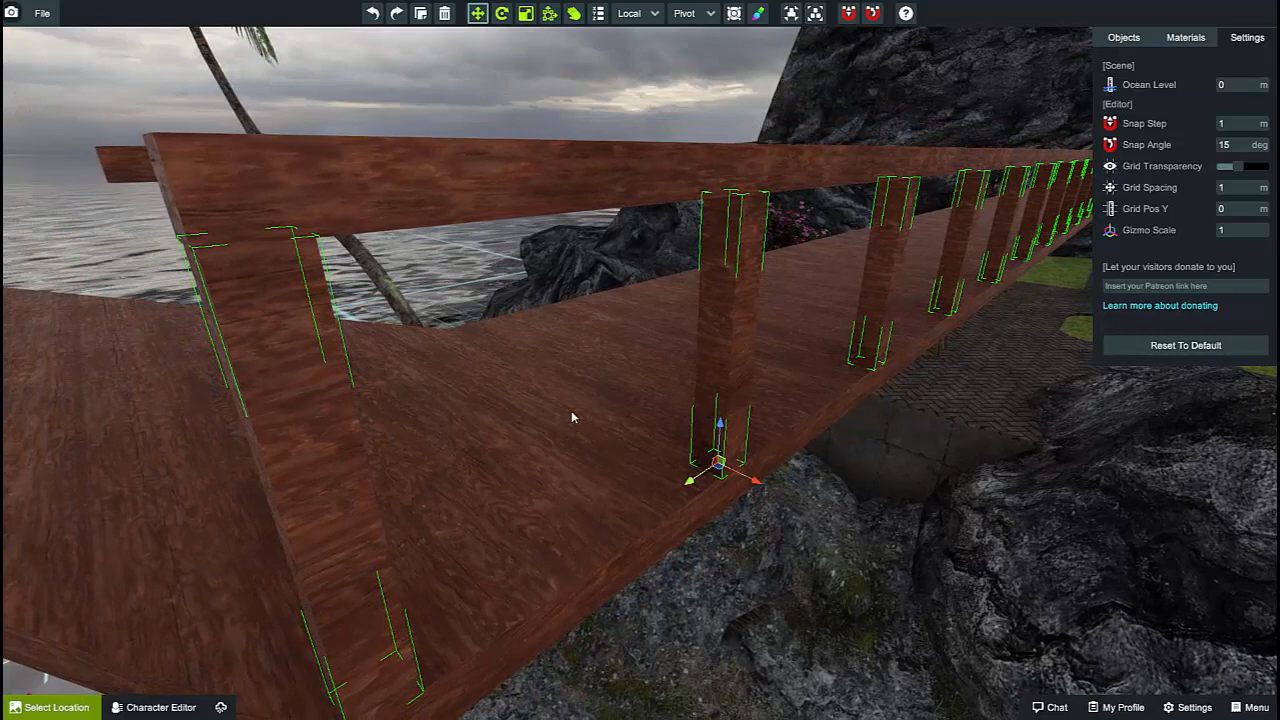 File
Local
Pivot
Objects
Materials
Settings
[Scene]
Ocean Level 0 m
[Editor]
Snap Step 1 m
Snap Angle 15 deg
Grid Transparency
Grid Spacing 1 m
Grid Pos Y 0 m
Gizmo Scale 1
[Let your visitors donate to you]
Insert your Patreon link here
Learn more about donating
Reset To Default
Select Location
Character Editor
Chat
My Profile
Settings
Menu